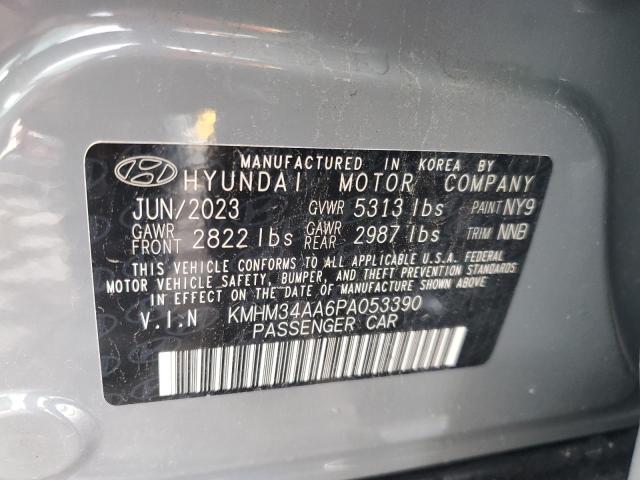 MANUFACTURED IN KOREA BY
HYUNDAI MOTOR COMPANY
JUN/2023 GVWR 5313 lbs PAINT NY9
GAWR FRONT 2822 lbs GAWR REAR 2987 lbs TRIM NNB
THIS VEHICLE CONFORMS TO ALL APPLICABLE U.S.A. FEDERAL
MOTOR VEHICLE SAFETY, BUMPER, AND THEFT PREVENTION STANDARDS
IN EFFECT ON THE DATE OF MANUFACTURE SHOWN ABOVE
V.I.N KMHM34AA6PA053390
PASSENGER CAR